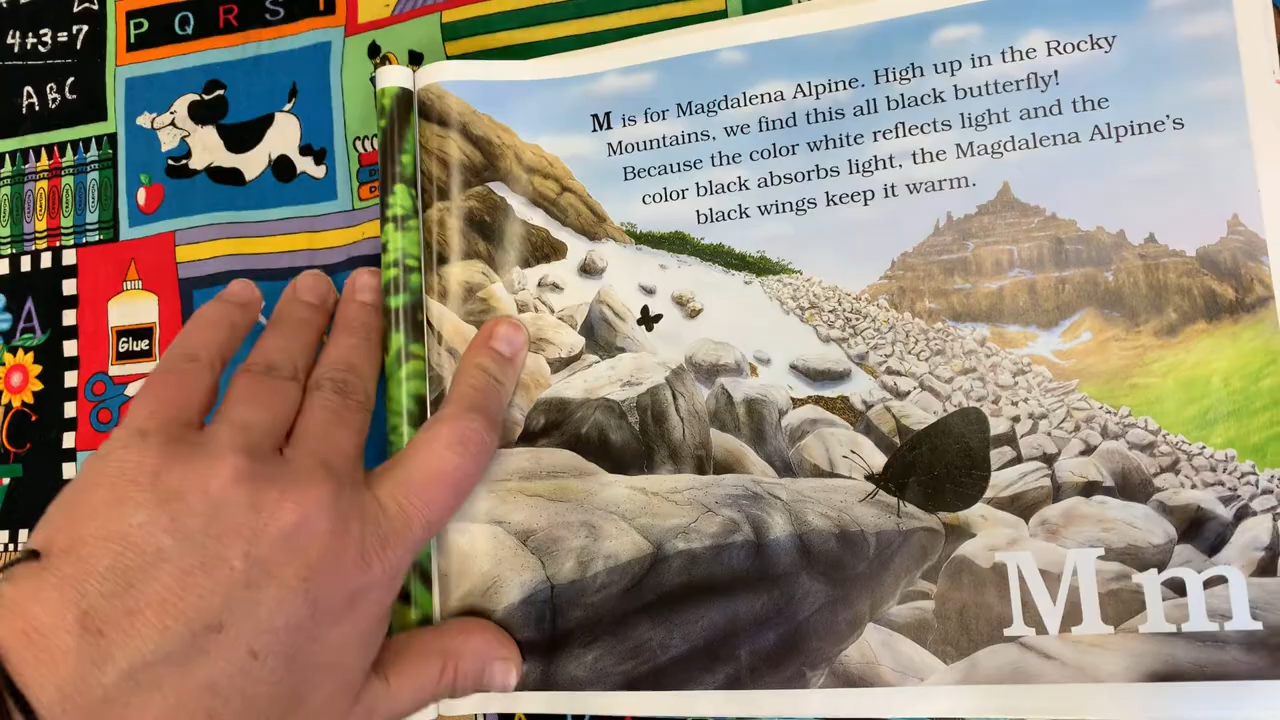 P Q R S T
4+3=7
ABC
Glue
A
C
M is for Magdalena Alpine. High up in the Rocky
Mountains, we find this all black butterfly!
Because the color white reflects light and the
color black absorbs light, the Magdalena Alpine's
black wings keep it warm.
M m